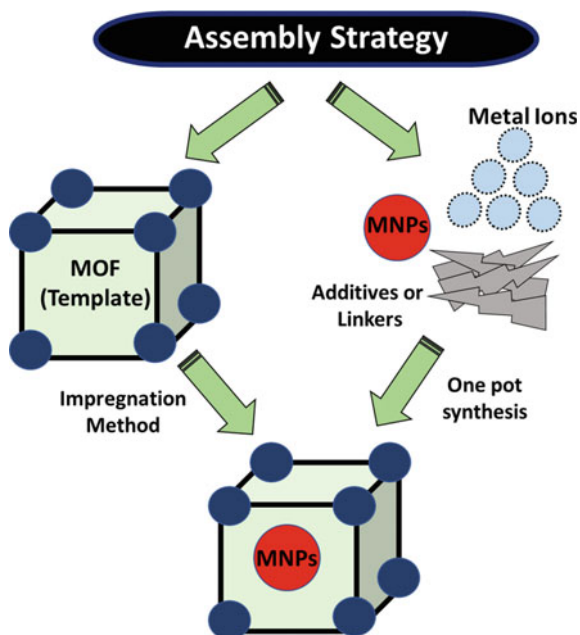 Assembly Strategy
Metal Ions
MNPs
MOF
(Template)
Additives or
Linkers
Impregnation
Method
One pot
synthesis
MNPs